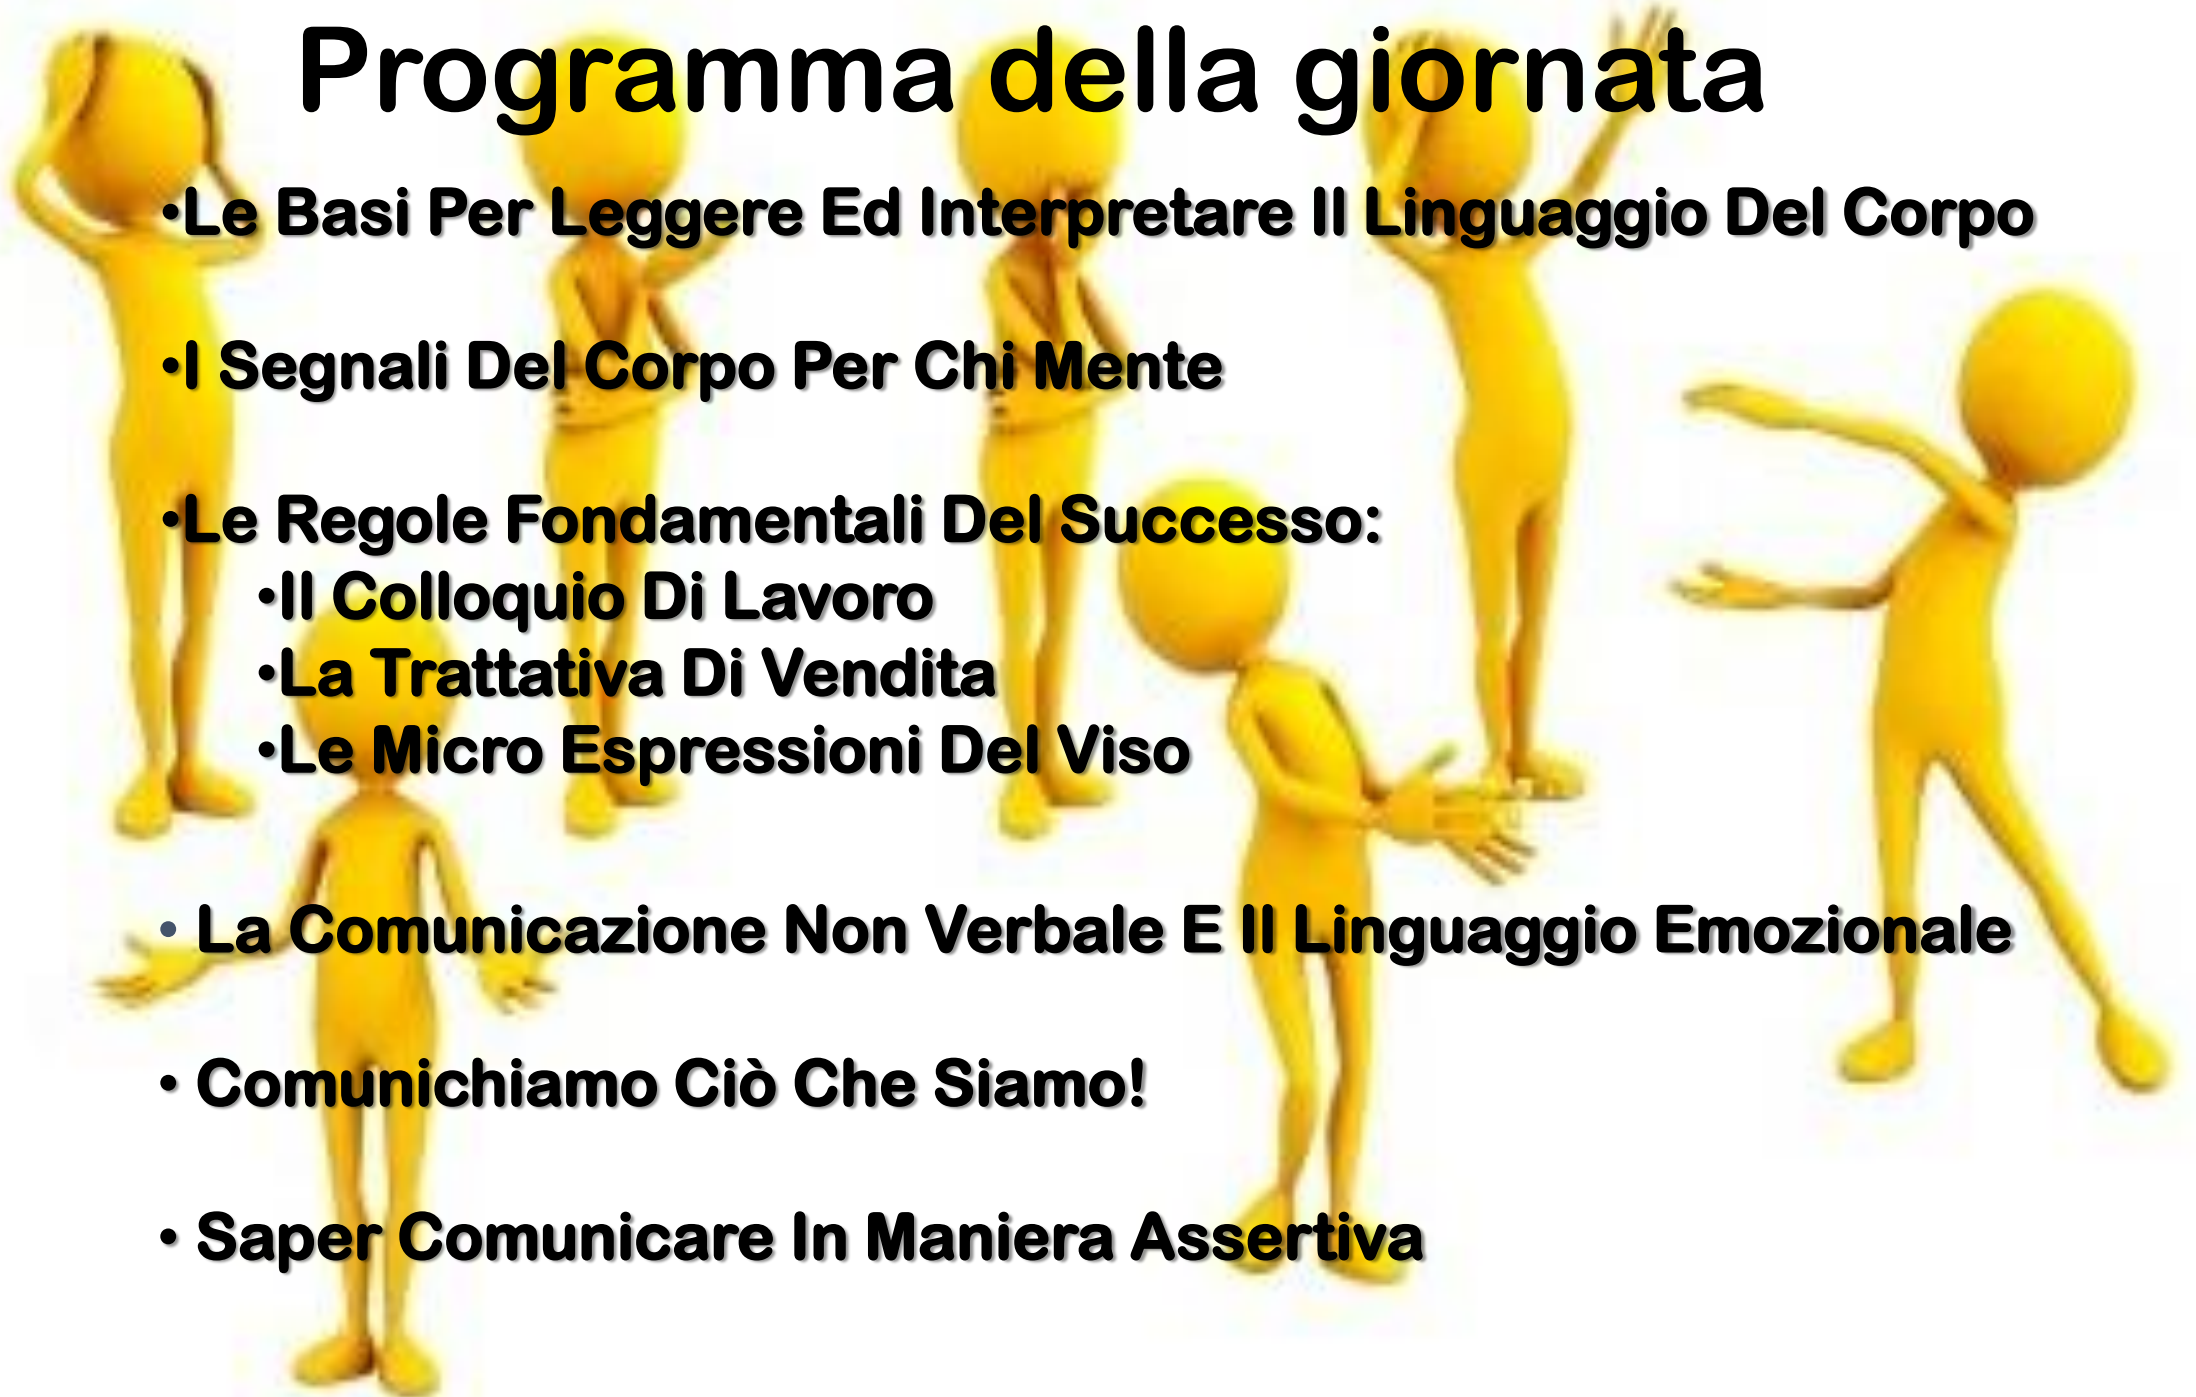 Programma della giornata
•Le Basi Per Leggere Ed Interpretare Il Linguaggio Del Corpo
•I Segnali Del Corpo Per Chi Mente
•Le Regole Fondamentali Del Successo:
•Il Colloquio Di Lavoro
•La Trattativa Di Vendita
•Le Micro Espressioni Del Viso
• La Comunicazione Non Verbale E Il Linguaggio Emozionale
• Comunichiamo Ciò Che Siamo!
• Saper Comunicare In Maniera Assertiva